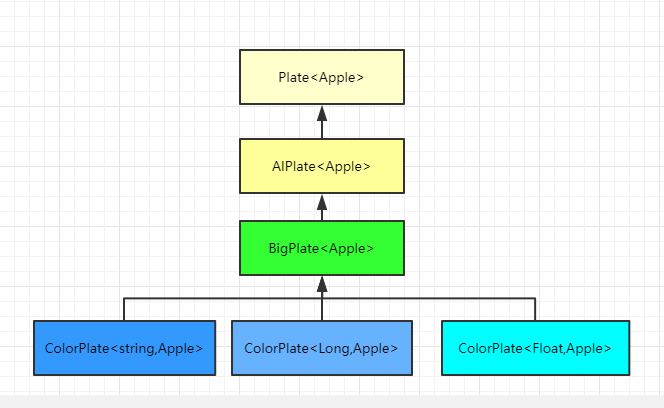 Plate<Apple>
AIPlate<Apple>
BigPlate<Apple>
ColorPlate<string,Apple>
ColorPlate<Long,Apple>
ColorPlate<Float,Apple>